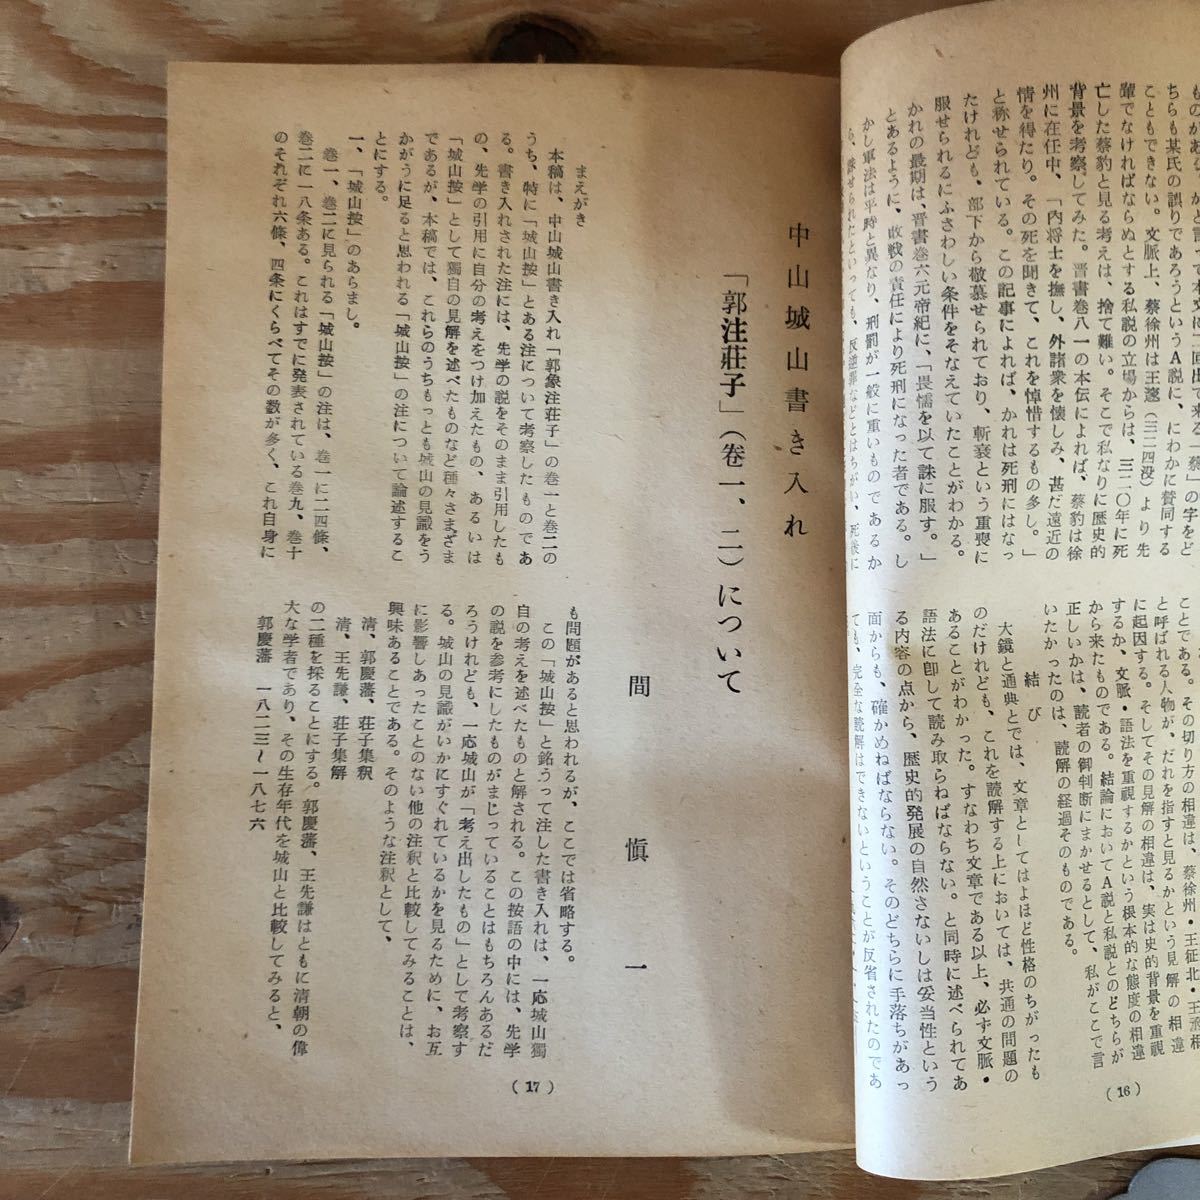 こともできない。文脈上、蔡徐州は王邃(三二四没)より先
輩でなければならぬとする私説の立場からは、三二〇年に死
亡した蔡豹と見る考えは、捨て難い。そこで私なりに歴史的
背景を考察してみた。晋書巻八一の本伝によれば、蔡豹は徐
州に在任中、「内将士を撫し、外諸衆を懐しみ、甚だ遠近の
情を得たり。その死を聞きて、これを悼惜するもの多し。」
と称せられている。この記事によれば、かれは死刑にはなっ
たけれども、部下から敬慕せられており、斬衰という重喪に
服せられるにふさわしい条件をそなえていたことがわかる。し
かれの最期は、晋書巻六元帝紀に、「畏懦を以て誅に服す。」
とあるように、敗戦の責任により死刑になった者である。し
かし軍法は平時と異なり、刑罰が一般に重いものであるか
ら、誅せられたといっても、反逆罪などとはちがい、死後に
ことである。その切り方の相違は、蔡徐州・王征北・王
と呼ばれる人物が、だれを指すと見るかという見解の相違
に起因する。そしてその見解の相違は、実は史的背景を重視
するか、文脈・語法を重視するかという根本的な態度の相違
から来たものである。結論においてA説と私説とのどちらが
正しいかは、読者の御判断にまかせるとして、私がここで言
いたかったのは、読解の経過そのものである。
結び
大鏡と通典とでは、文章としてはよほど性格のちがったも
のだけれども、これを読解する上においては、共通の問題の
あることがわかった。すなわち文章である以上、必ず文脈・
語法に卽して読み取らねばならない。と同時に述べられてあ
る内容の点から、歴史的発展の自然さないしは妥当性という
面からも、確かめねばならない。そのどちらに手落ちがあっ
ても、完全な読解はできないということが反省されたのであ
(16)
中山城山書き入れ
「郭注莊子」(卷一、二)について
間愼一
まえがき
本稿は、中山城山書き入れ「郭象注莊子」の巻一と巻二の
うち、特に「城山按」とある注について考察したものであ
る。書き入れされた注には、先学の説をそのまま引用したも
の、先学の引用に自分の考えをつけ加えたもの、あるいは
「城山按」として獨自の見解を述べたものなど種々さまざま
であるが、本稿では、これらのうちもっとも城山の見識をう
かがうに足ると思われる「城山按」の注について論述するこ
とにする。
一、「城山按」のあらまし。
巻一、巻二に見られる「城山按」の注は、巻一に二四條、
巻二に一八条ある。これはすでに発表されている巻九、巻十
のそれぞれ六條、四条にくらべてその数が多く、これ自身に
も問題があると思われるが、ここでは省略する。
この「城山按」と銘うって注した書き入れは、一応城山獨
自の考えを述べたものと解される。この按語の中には、先学
の説を参考にしたものがまじっていることはもちろんあるだ
ろうけれども、一応城山が「考え出したもの」として考察す
る。城山の見識がいかにすぐれているかを見るために、お互
に影響しあったことのない他の注釈と比較してみることは、
興味あることである。そのような注釈として、
清、郭慶藩、荘子集釈
清、王先謙、荘子集解
の二種を採ることにする。郭慶藩、王先謙はともに清朝の偉
大な学者であり、その生存年代を城山と比較してみると、
郭慶藩 一八二三~一八七六
(17)